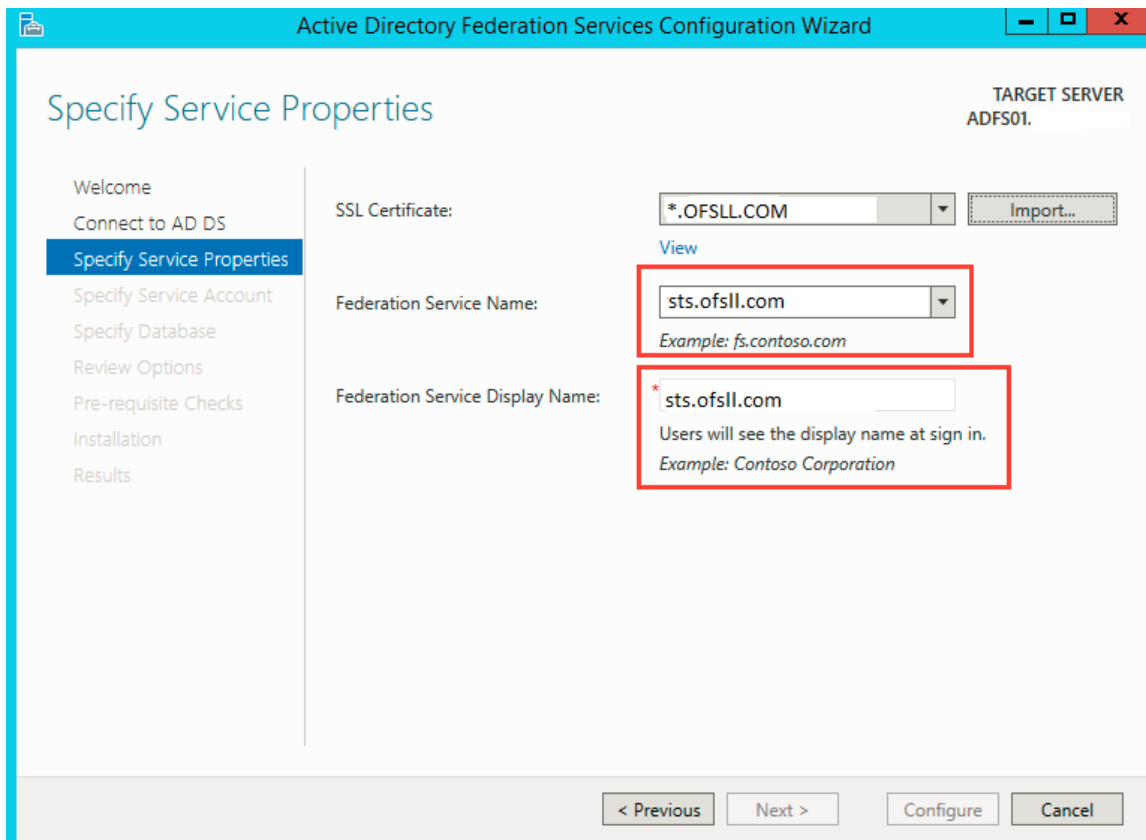 Active Directory Federation Services Configuration Wizard
Specify Service Properties
TARGET SERVER
ADFS01.
Welcome
Connect to AD DS
Specify Service Properties
Specify Service Account
Specify Database
Review Options
Pre-requisite Checks
Installation
Results
SSL Certificate: *.OFSLL.COM Import...
View
Federation Service Name: sts.ofsll.com
Example: fs.contoso.com
Federation Service Display Name: * sts.ofsll.com
Users will see the display name at sign in.
Example: Contoso Corporation
< Previous Next > Configure Cancel